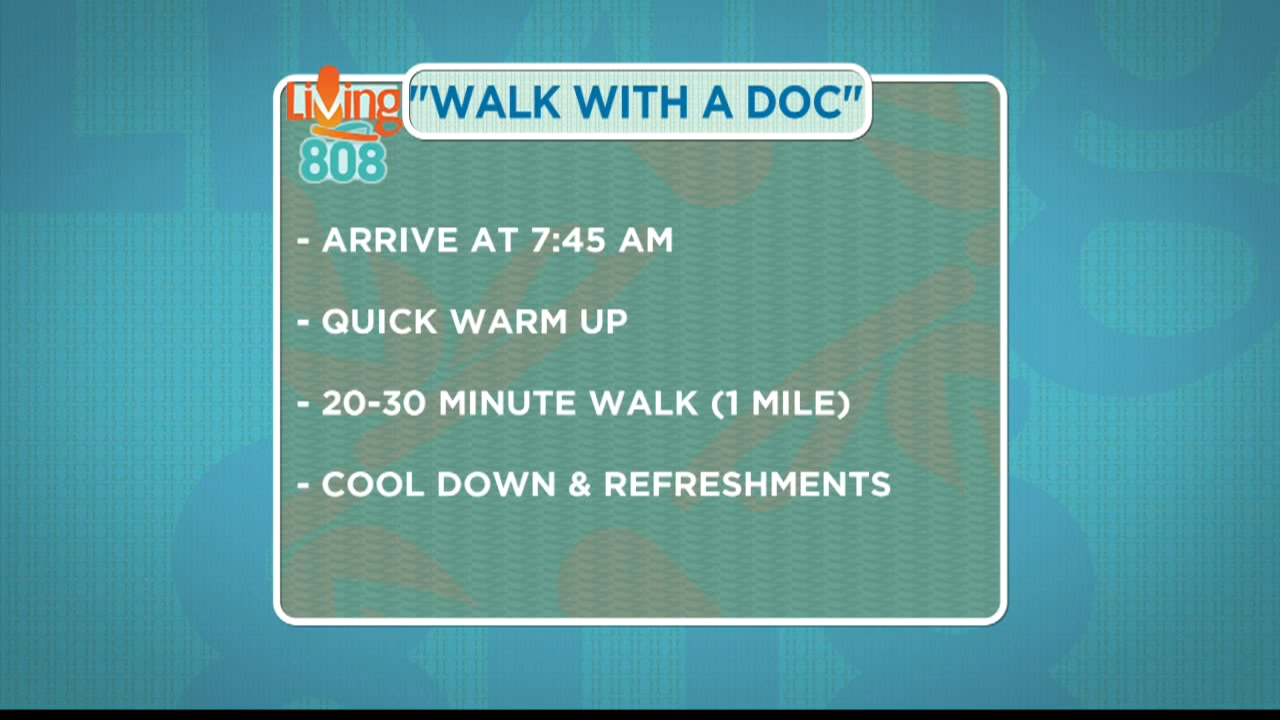 Living
808
"WALK WITH A DOC"
- ARRIVE AT 7:45 AM
- QUICK WARM UP
- 20-30 MINUTE WALK (1 MILE)
- COOL DOWN & REFRESHMENTS